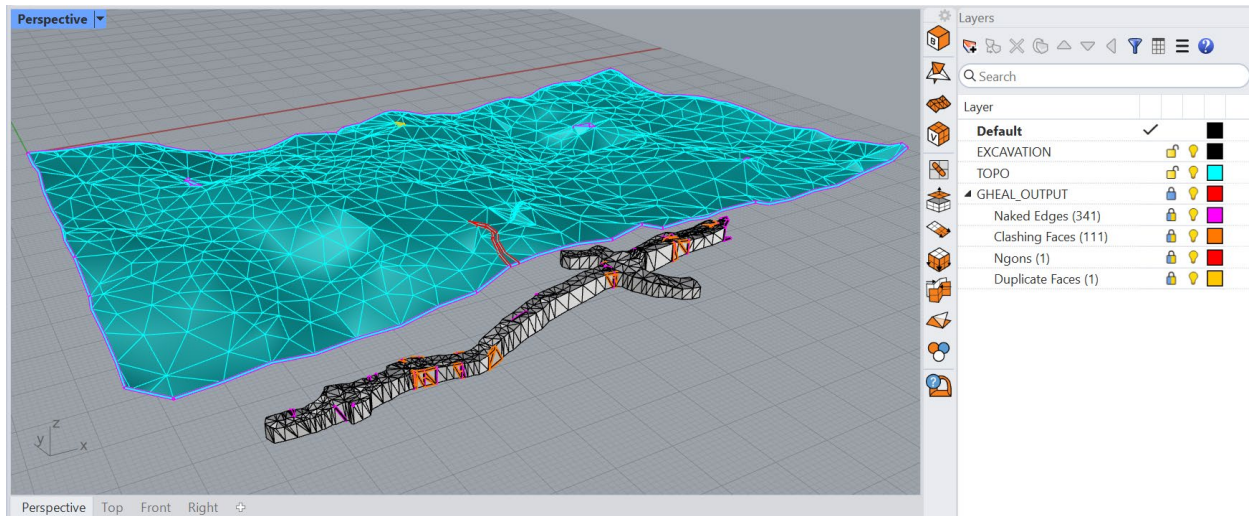 Perspective
z
y
x
Perspective Top Front Right
B
V
?
Layers
?
Search
Layer
Default
EXCAVATION
TOPO
GHEAL_OUTPUT
Naked Edges (341)
Clashing Faces (111)
Ngons (1)
Duplicate Faces (1)